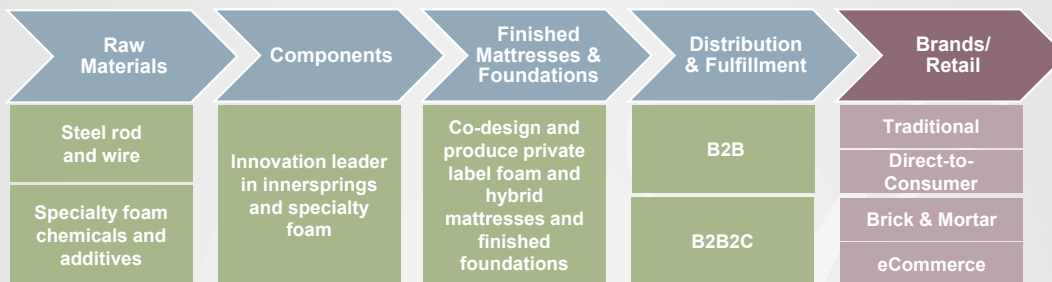 Raw
Materials
Components
Finished
Mattresses &
Foundations
Distribution
& Fulfillment
Brands/
Retail
Steel rod
and wire
Specialty foam
chemicals and
additives
Innovation leader
in innersprings
and specialty
foam
Co-design and
produce private
label foam and
hybrid
mattresses and
finished
foundations
B2B
B2B2C
Traditional
Direct-to-
Consumer
Brick & Mortar
eCommerce